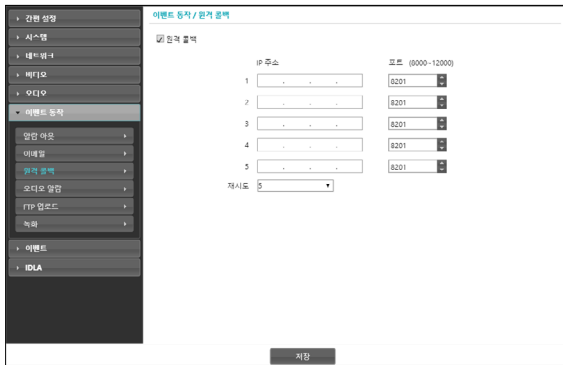 간편 설정
시스템
네트워크
비디오
오디오
이벤트 동작
알람 아웃
이메일
원격 콜백
오디오 알람
FTP 업로드
녹화
이벤트
IDLA
이벤트 동작 / 원격 콜백
원격 콜백
IP 주소 포트 (8000~12000)
1 . . . 8201
2 . . . 8201
3 . . . 8201
4 . . . 8201
5 . . . 8201
재시도 5
저장